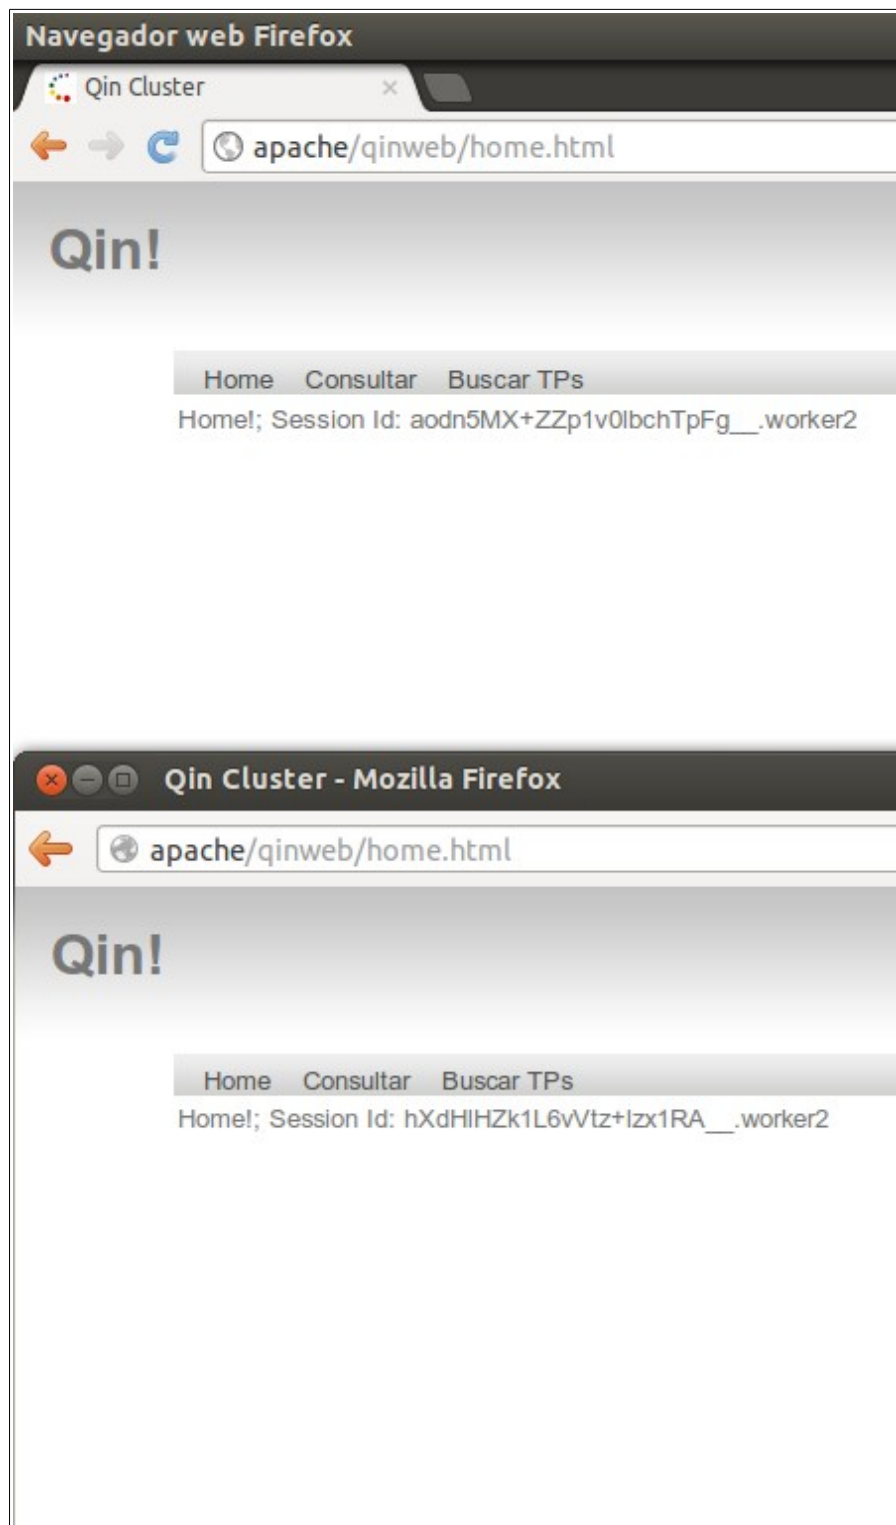 Navegador web Firefox
Qin Cluster
apache/qinweb/home.html
Qin!
Home Consultar Buscar TPs
Home!; Session Id: aodn5MX+ZZp1v0lbchTpFg__.worker2
Qin Cluster - Mozilla Firefox
apache/qinweb/home.html
Qin!
Home Consultar Buscar TPs
Home!; Session Id: hXdHlHZk1L6vVtz+Izx1RA__.worker2